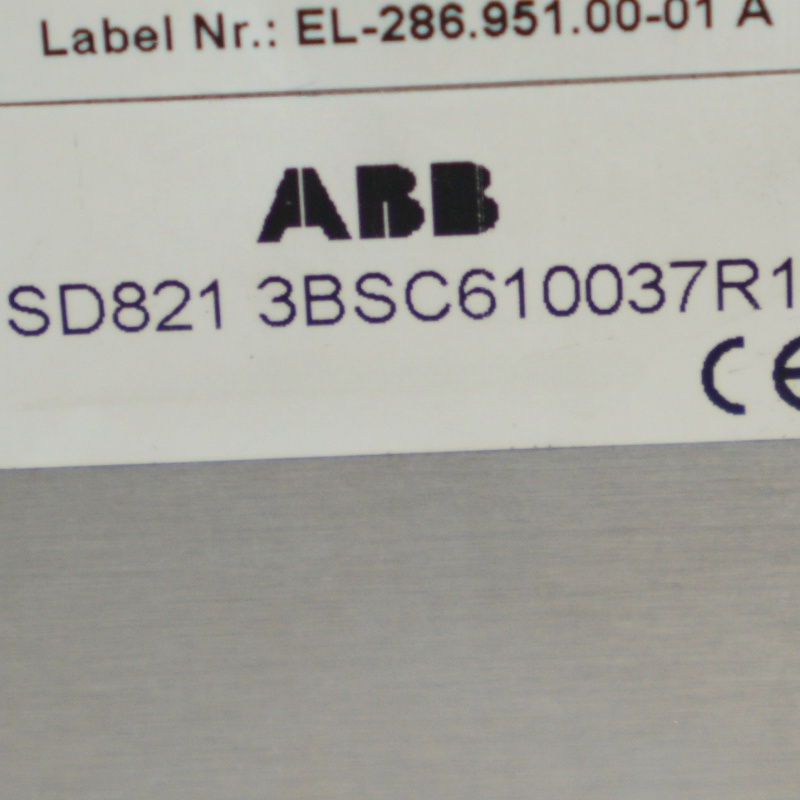 Label Nr.: EL-286.951.00-01 A
ABB
SD821 3BSC610037R1
CE